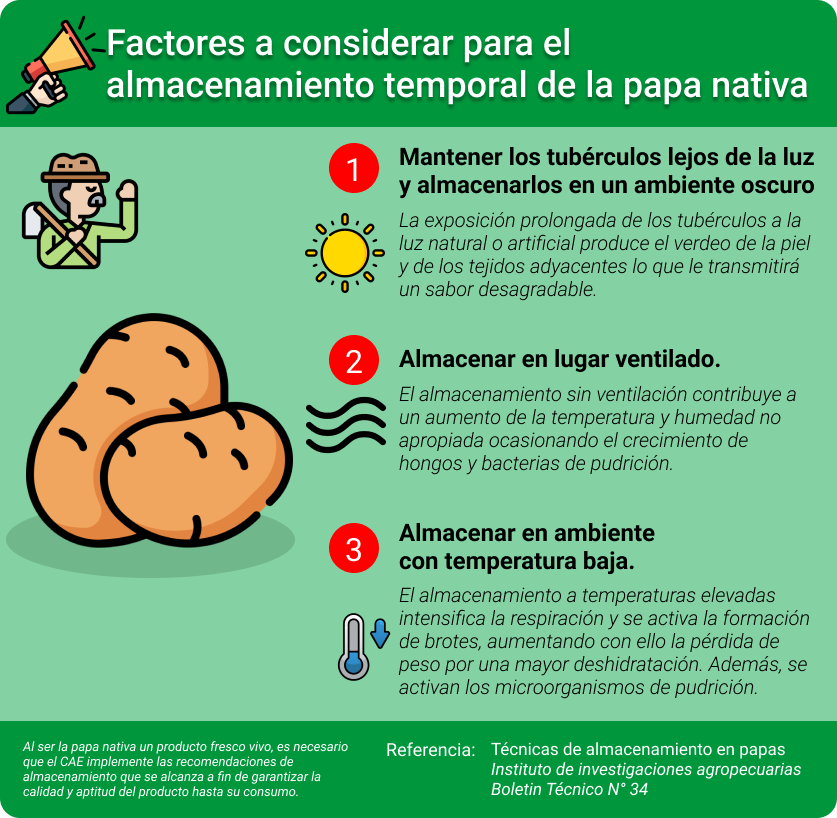 Factores a considerar para el
almacenamiento temporal de la papa nativa
1
Mantener los tubérculos lejos de la luz
y almacenarlos en un ambiente oscuro
La exposición prolongada de los tubérculos a la
luz natural o artificial produce el verdeo de la piel
y de los tejidos adyacentes lo que le transmitirá
un sabor desagradable.
2
Almacenar en lugar ventilado.
El almacenamiento sin ventilación contribuye a
un aumento de la temperatura y humedad no
apropiada ocasionando el crecimiento de
hongos y bacterias de pudrición.
3
Almacenar en ambiente
con temperatura baja.
El almacenamiento a temperaturas elevadas
intensifica la respiración y se activa la formación
de brotes, aumentando con ello la pérdida de
peso por una mayor deshidratación. Además, se
activan los microorganismos de pudrición.
Al ser la papa nativa un producto fresco vivo, es necesario
que el CAE implemente las recomendaciones de
almacenamiento que se alcanza a fin de garantizar la
calidad y aptitud del producto hasta su consumo.
Referencia: Técnicas de almacenamiento en papas
Instituto de investigaciones agropecuarias
Boletin Técnico N° 34